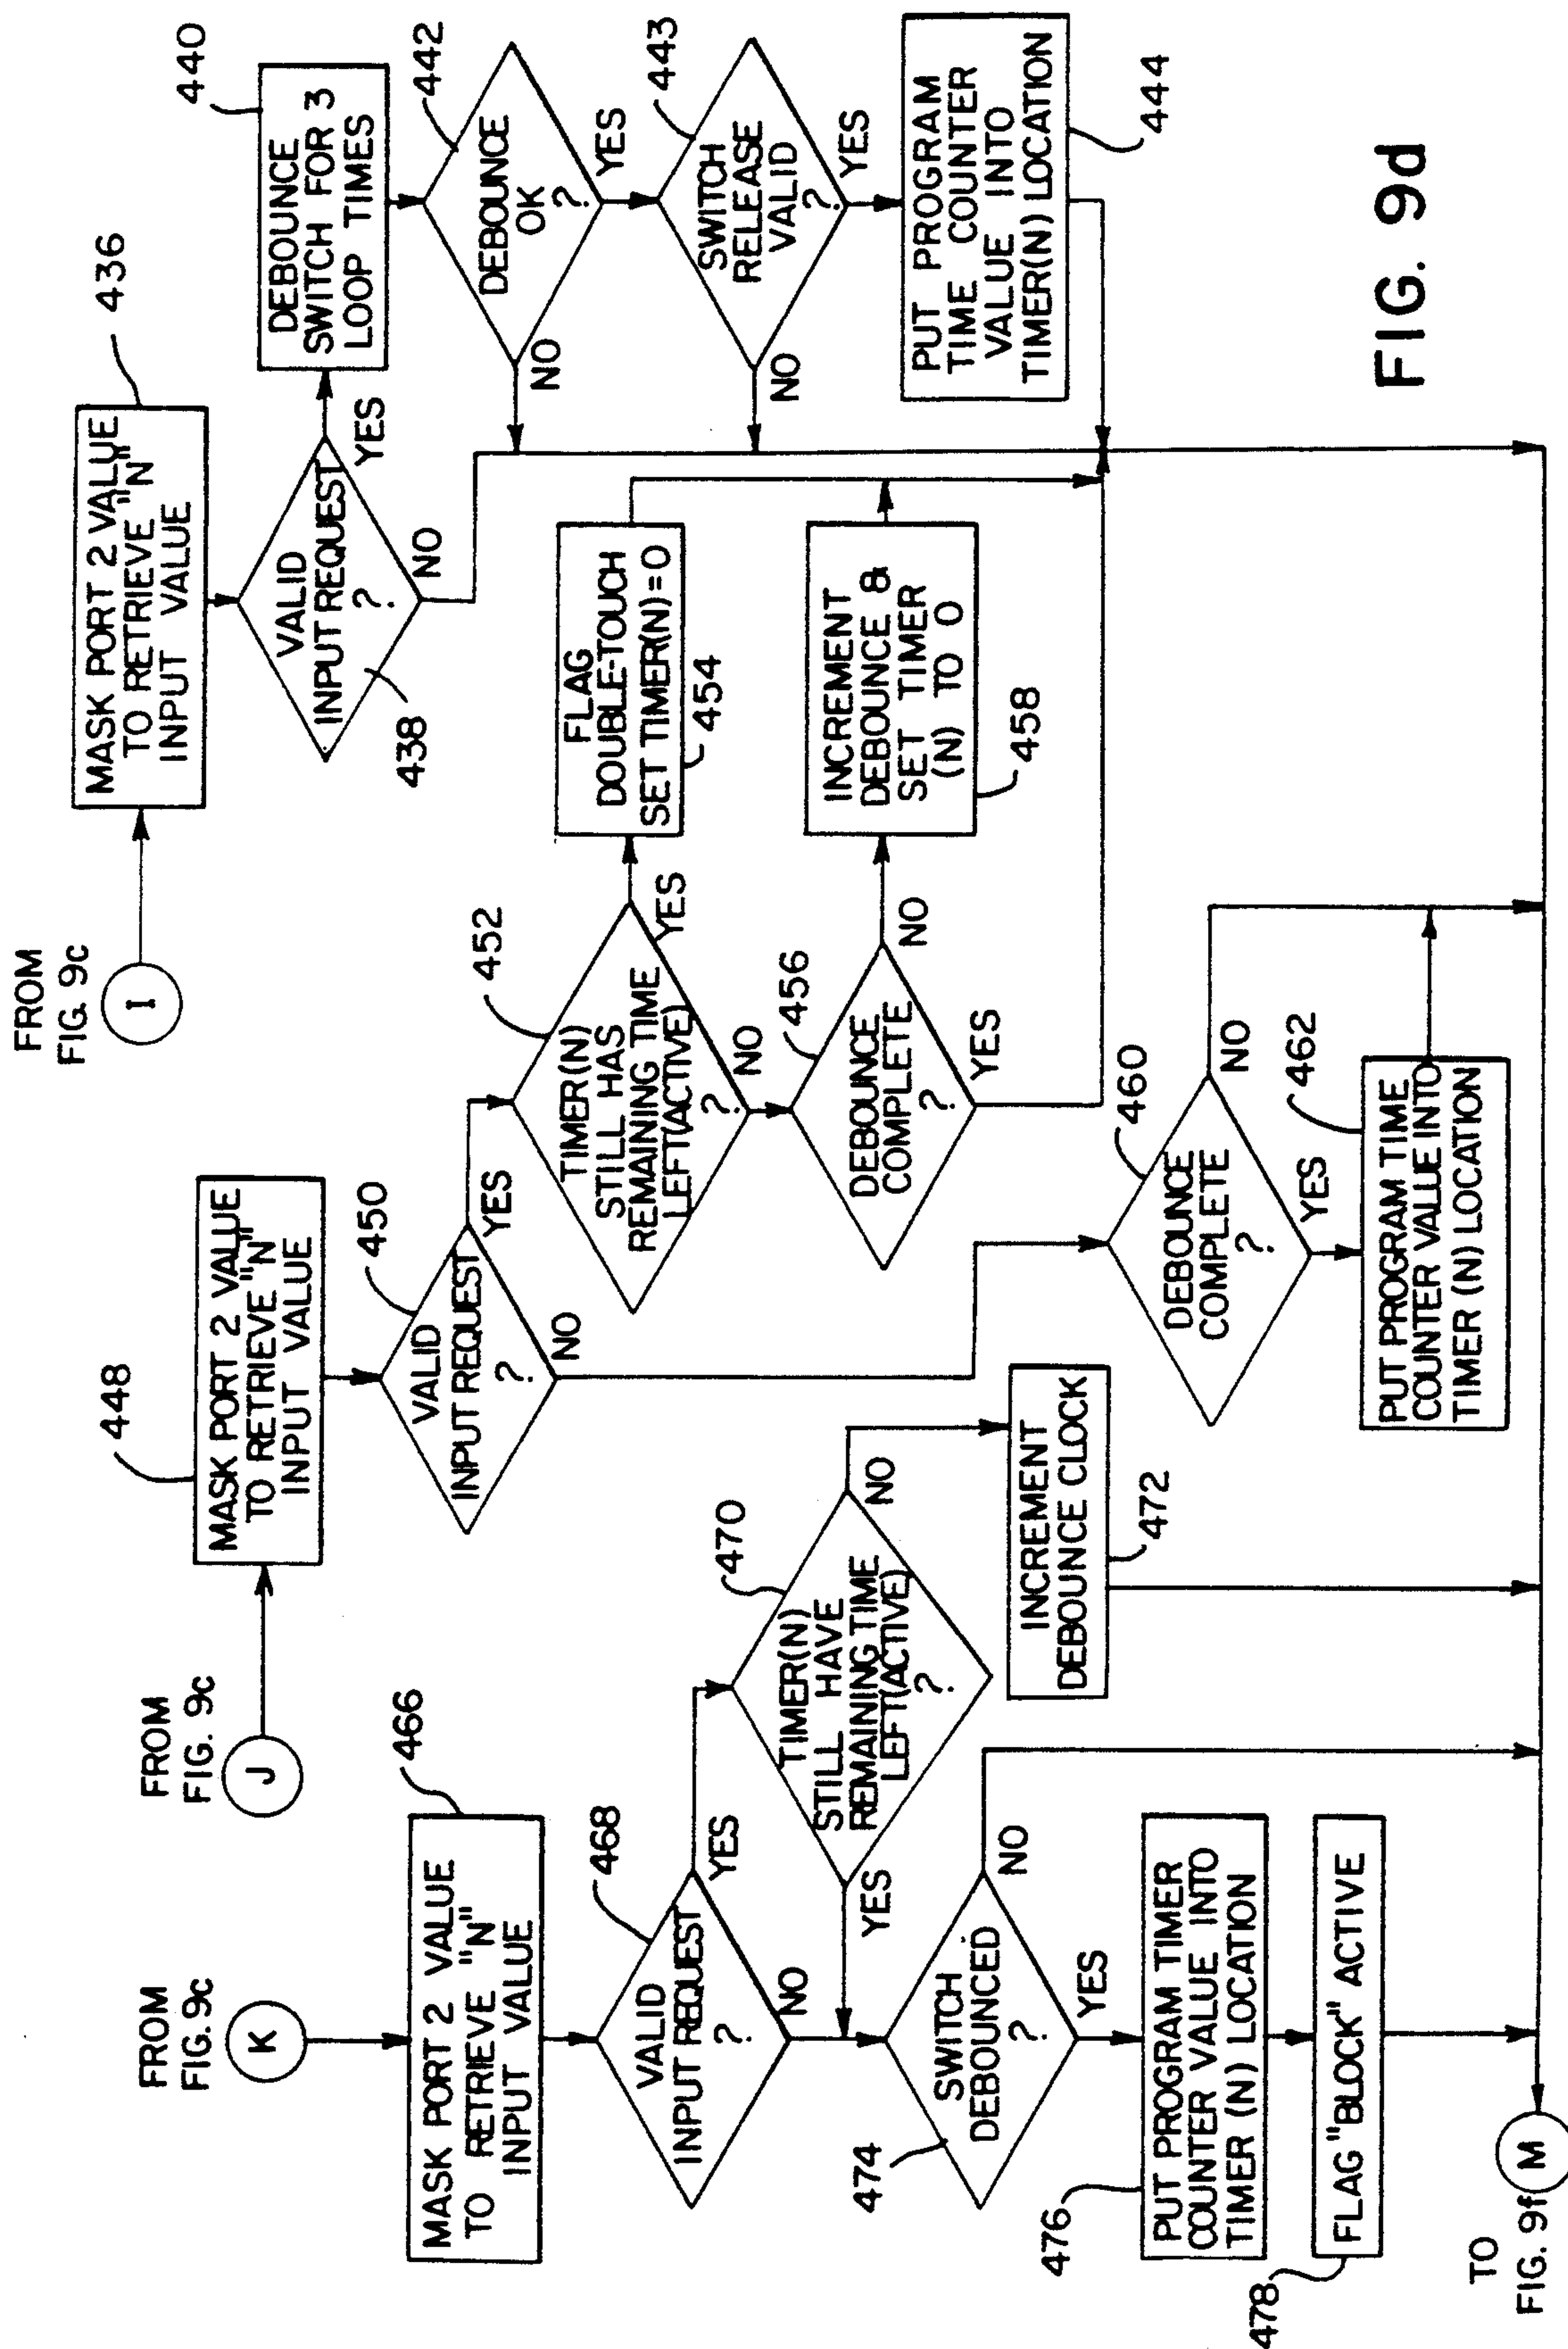 FROM
FIG. 9c
K
466
MASK PORT 2 VALUE
TO RETRIEVE "N"
INPUT VALUE
468
VALID
INPUT REQUEST
?
YES
NO
470
TIMER(N)
STILL HAVE
REMAINING TIME
LEFT(ACTIVE)
?
YES
NO
INCREMENT
DEBOUNCE CLOCK
472
474
SWITCH
DEBOUNCED
?
NO
YES
476
PUT PROGRAM TIMER
COUNTER VALUE INTO
TIMER (N) LOCATION
478
FLAG "BLOCK" ACTIVE
TO
FIG. 9f
M
FROM
FIG. 9c
J
448
MASK PORT 2 VALUE
TO RETRIEVE "N"
INPUT VALUE
450
VALID
INPUT REQUEST
?
YES
NO
452
TIMER(N)
STILL HAS
REMAINING TIME
LEFT(ACTIVE)
?
YES
NO
FLAG
DOUBLE-TOUCH
SET TIMER(N)=0
454
456
DEBOUNCE
COMPLETE
?
NO
YES
INCREMENT
DEBOUNCE &
SET TIMER
(N) TO 0
458
460
DEBOUNCE
COMPLETE
?
NO
YES
462
PUT PROGRAM TIME
COUNTER VALUE INTO
TIMER (N) LOCATION
FROM
FIG. 9c
I
436
MASK PORT 2 VALUE
TO RETRIEVE "N"
INPUT VALUE
VALID
INPUT REQUEST
?
438
YES
NO
440
DEBOUNCE
SWITCH FOR 3
LOOP TIMES
442
DEBOUNCE
OK
?
NO
YES
443
SWITCH
RELEASE
VALID
?
NO
YES
PUT PROGRAM
TIME COUNTER
VALUE INTO
TIMER(N) LOCATION
444
FIG. 9d